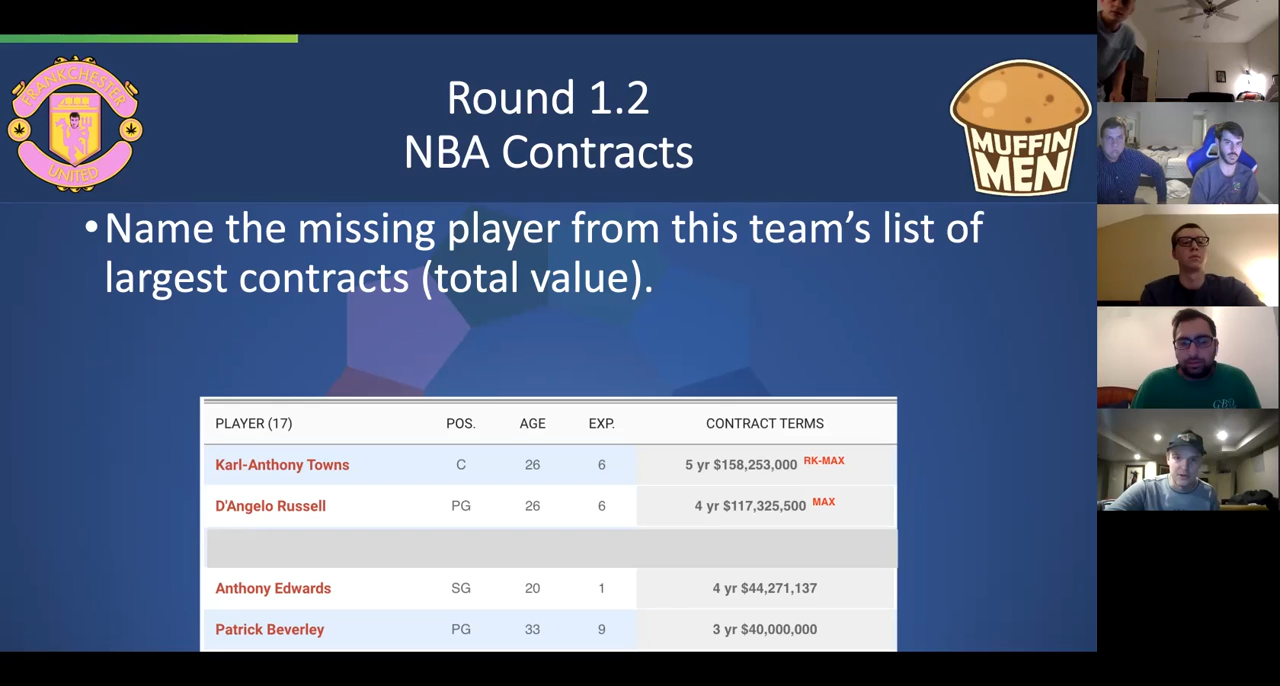 FRANKCHESTER
UNITED
Round 1.2
NBA Contracts
MUFFIN
MEN
•Name the missing player from this team’s list of
largest contracts (total value).
PLAYER (17) POS. AGE EXP. CONTRACT TERMS
Karl-Anthony Towns C 26 6 5 yr $158,253,000 RK-MAX
D'Angelo Russell PG 26 6 4 yr $117,325,500 MAX
Anthony Edwards SG 20 1 4 yr $44,271,137
Patrick Beverley PG 33 9 3 yr $40,000,000